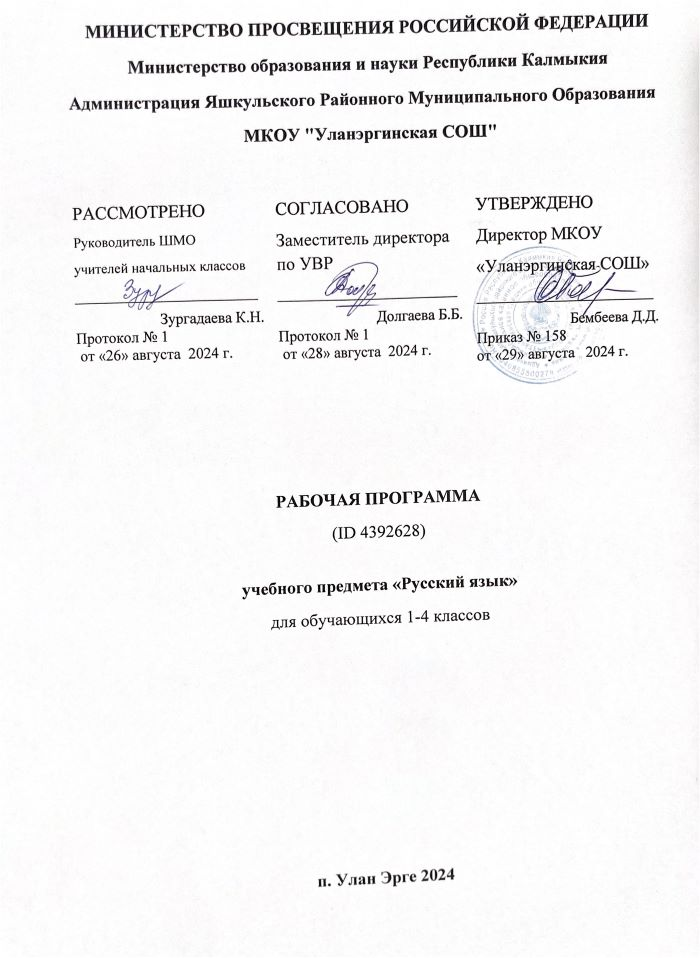 МИНИСТЕРСТВО ПРОСВЕЩЕНИЯ РОССИЙСКОЙ ФЕДЕРАЦИИ
Министерство образования и науки Республики Калмыкия
Администрация Яшкульского Районного Муниципального Образования
МКОУ "Уланэргинская СОШ"
РАССМОТРЕНО
Руководитель ШМО
учителей начальных классов
Зургадаева К.Н.
Протокол № 1
от «26» августа 2024 г.
СОГЛАСОВАНО
Заместитель директора
по УВР
Долгаева Б.Б.
Протокол № 1
от «28» августа 2024 г.
УТВЕРЖДЕНО
Директор МКОУ
«Уланэргинская СОШ»
Бембеева Д.Д.
Приказ № 158
от «29» августа 2024 г.
РАБОЧАЯ ПРОГРАММА
(ID 4392628)
учебного предмета «Русский язык»
для обучающихся 1-4 классов
п. Улан Эрге 2024